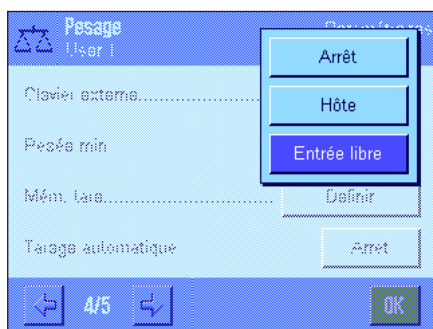 Pesage
User 1
Paramètres
Arrêt
Hôte
Entrée libre
Clavier externe
Pesée min
Mém. tare
Définir
Tarage automatique
Arrêt
4/5
OK